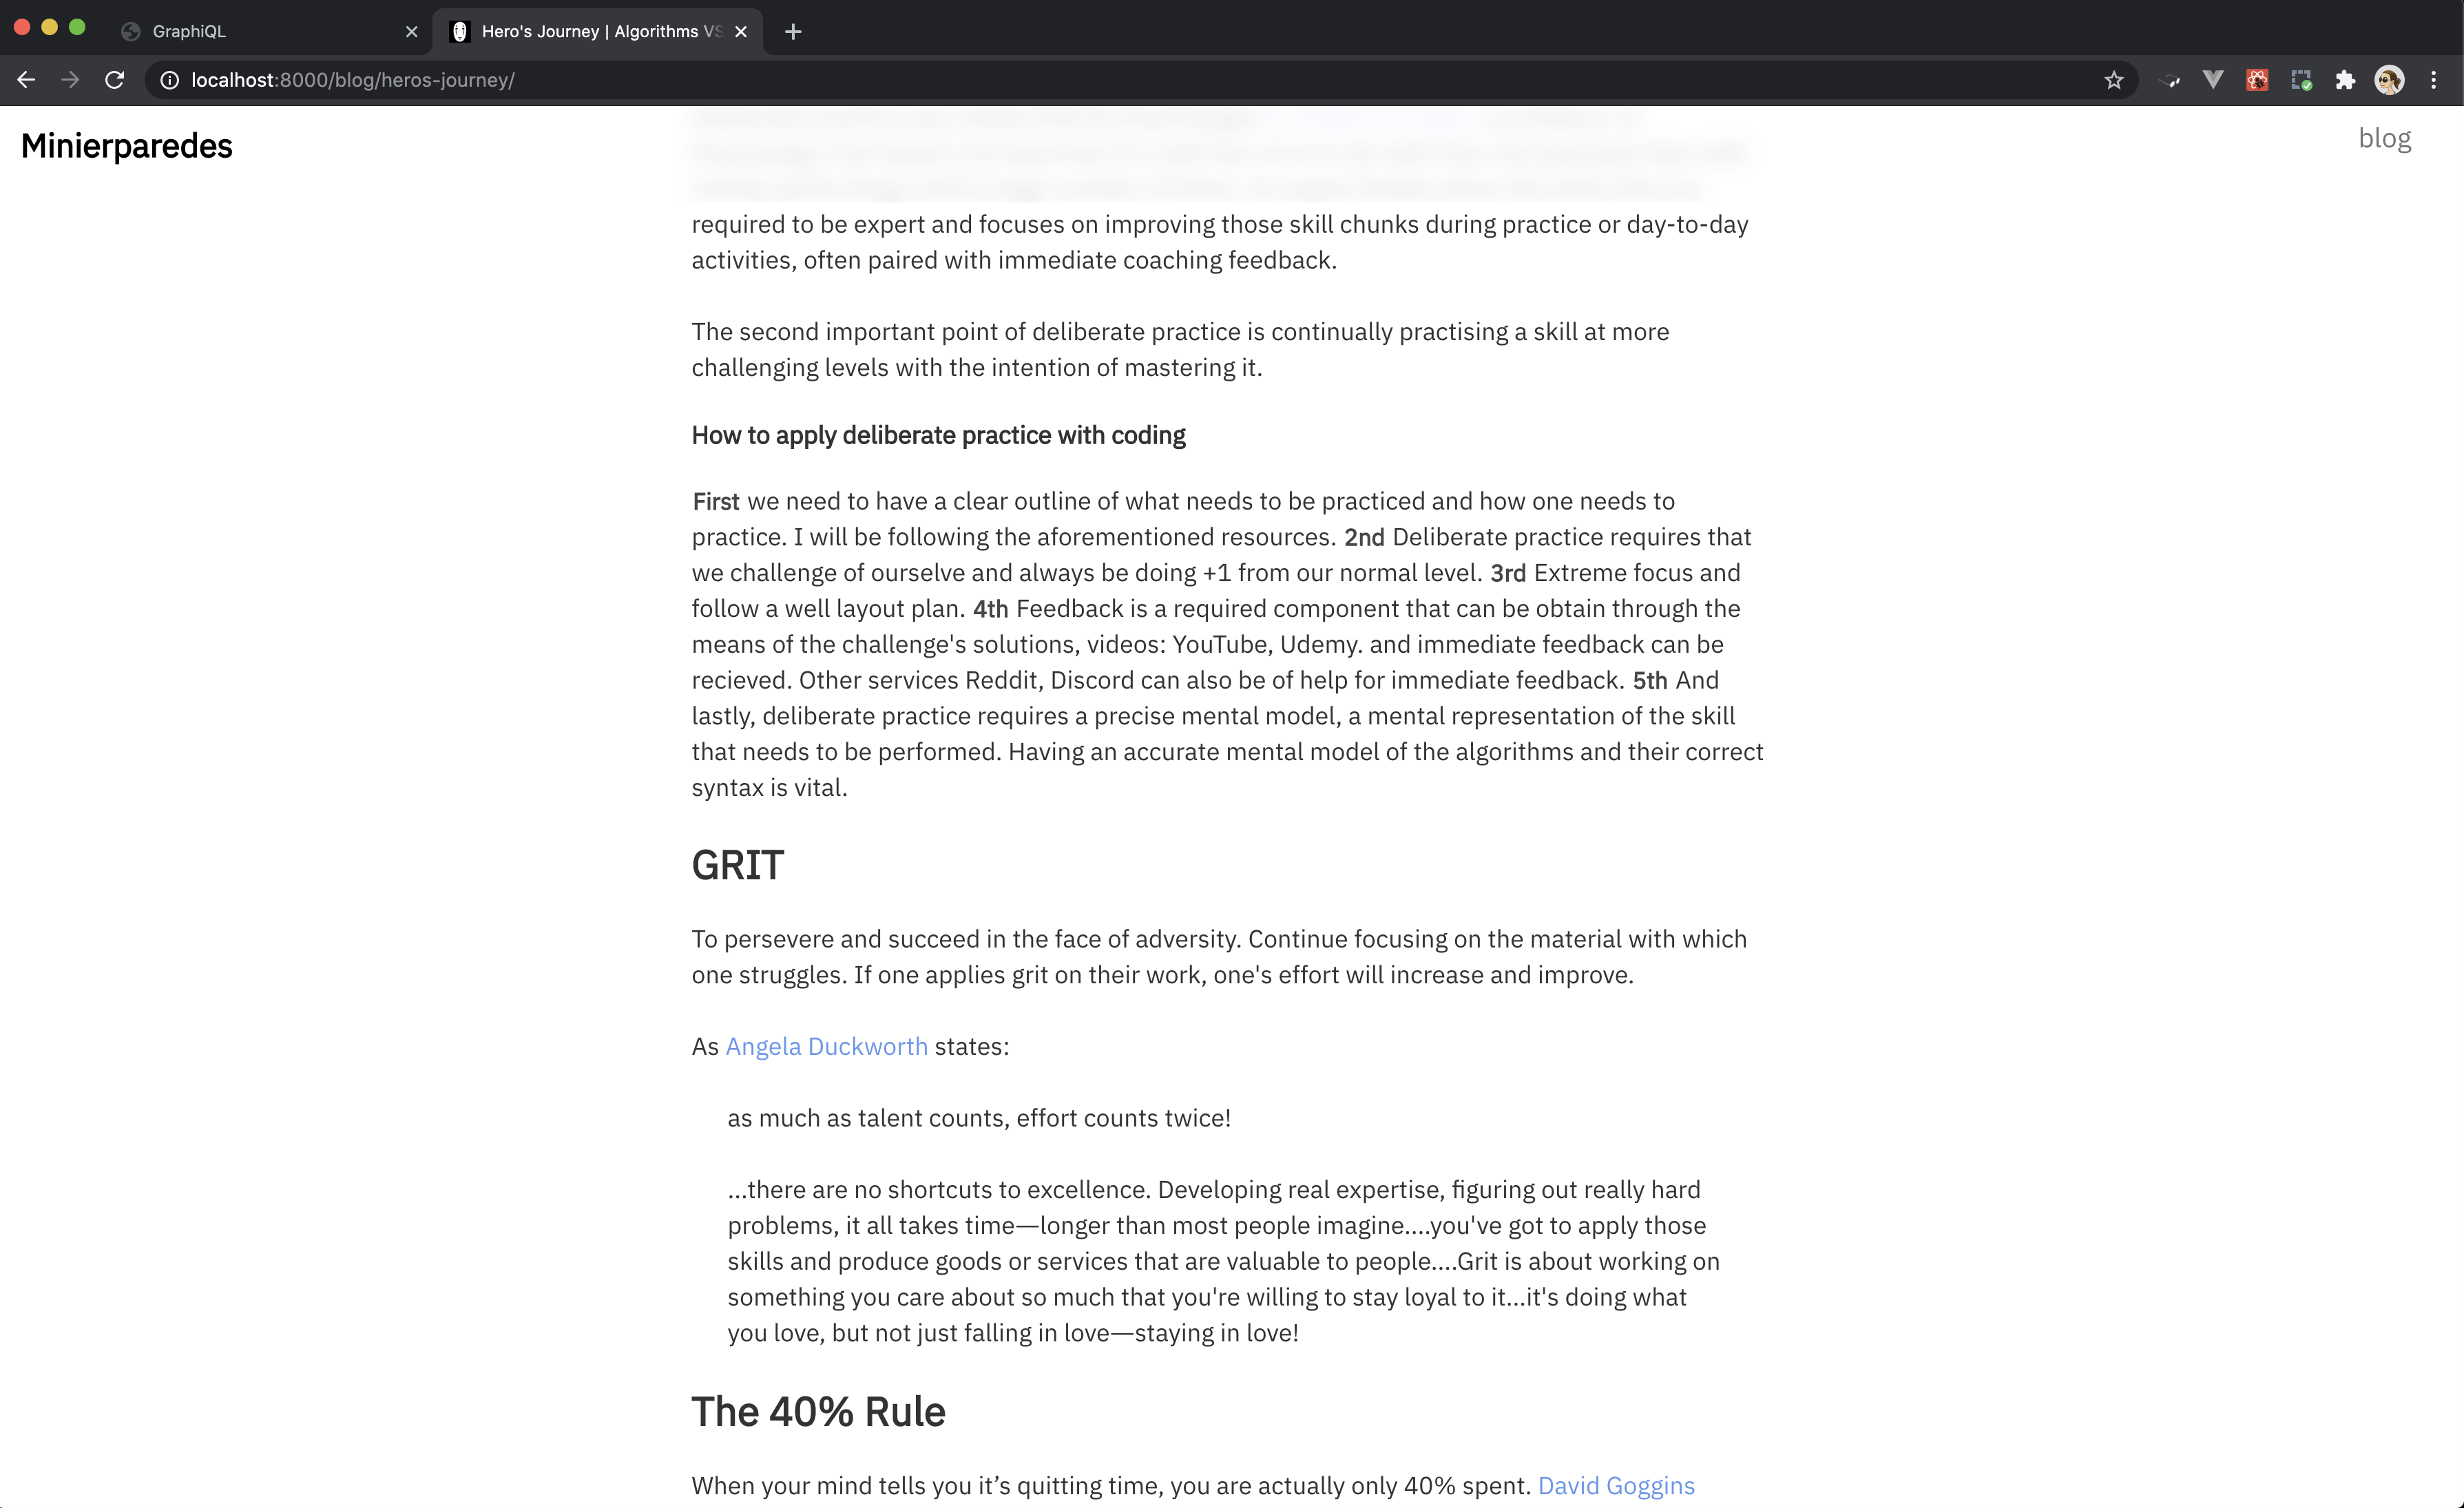 GraphiQL
Hero's Journey | Algorithms VS
localhost:8000/blog/heros-journey/
Minierparedes
blog
required to be expert and focuses on improving those skill chunks during practice or day-to-day
activities, often paired with immediate coaching feedback.
The second important point of deliberate practice is continually practising a skill at more
challenging levels with the intention of mastering it.
How to apply deliberate practice with coding
First we need to have a clear outline of what needs to be practiced and how one needs to
practice. I will be following the aforementioned resources. 2nd Deliberate practice requires that
we challenge of ourselve and always be doing +1 from our normal level. 3rd Extreme focus and
follow a well layout plan. 4th Feedback is a required component that can be obtain through the
means of the challenge's solutions, videos: YouTube, Udemy. and immediate feedback can be
recieved. Other services Reddit, Discord can also be of help for immediate feedback. 5th And
lastly, deliberate practice requires a precise mental model, a mental representation of the skill
that needs to be performed. Having an accurate mental model of the algorithms and their correct
syntax is vital.
GRIT
To persevere and succeed in the face of adversity. Continue focusing on the material with which
one struggles. If one applies grit on their work, one's effort will increase and improve.
As Angela Duckworth states:
as much as talent counts, effort counts twice!
...there are no shortcuts to excellence. Developing real expertise, figuring out really hard
problems, it all takes time—longer than most people imagine....you've got to apply those
skills and produce goods or services that are valuable to people....Grit is about working on
something you care about so much that you're willing to stay loyal to it...it's doing what
you love, but not just falling in love—staying in love!
The 40% Rule
When your mind tells you it’s quitting time, you are actually only 40% spent. David Goggins